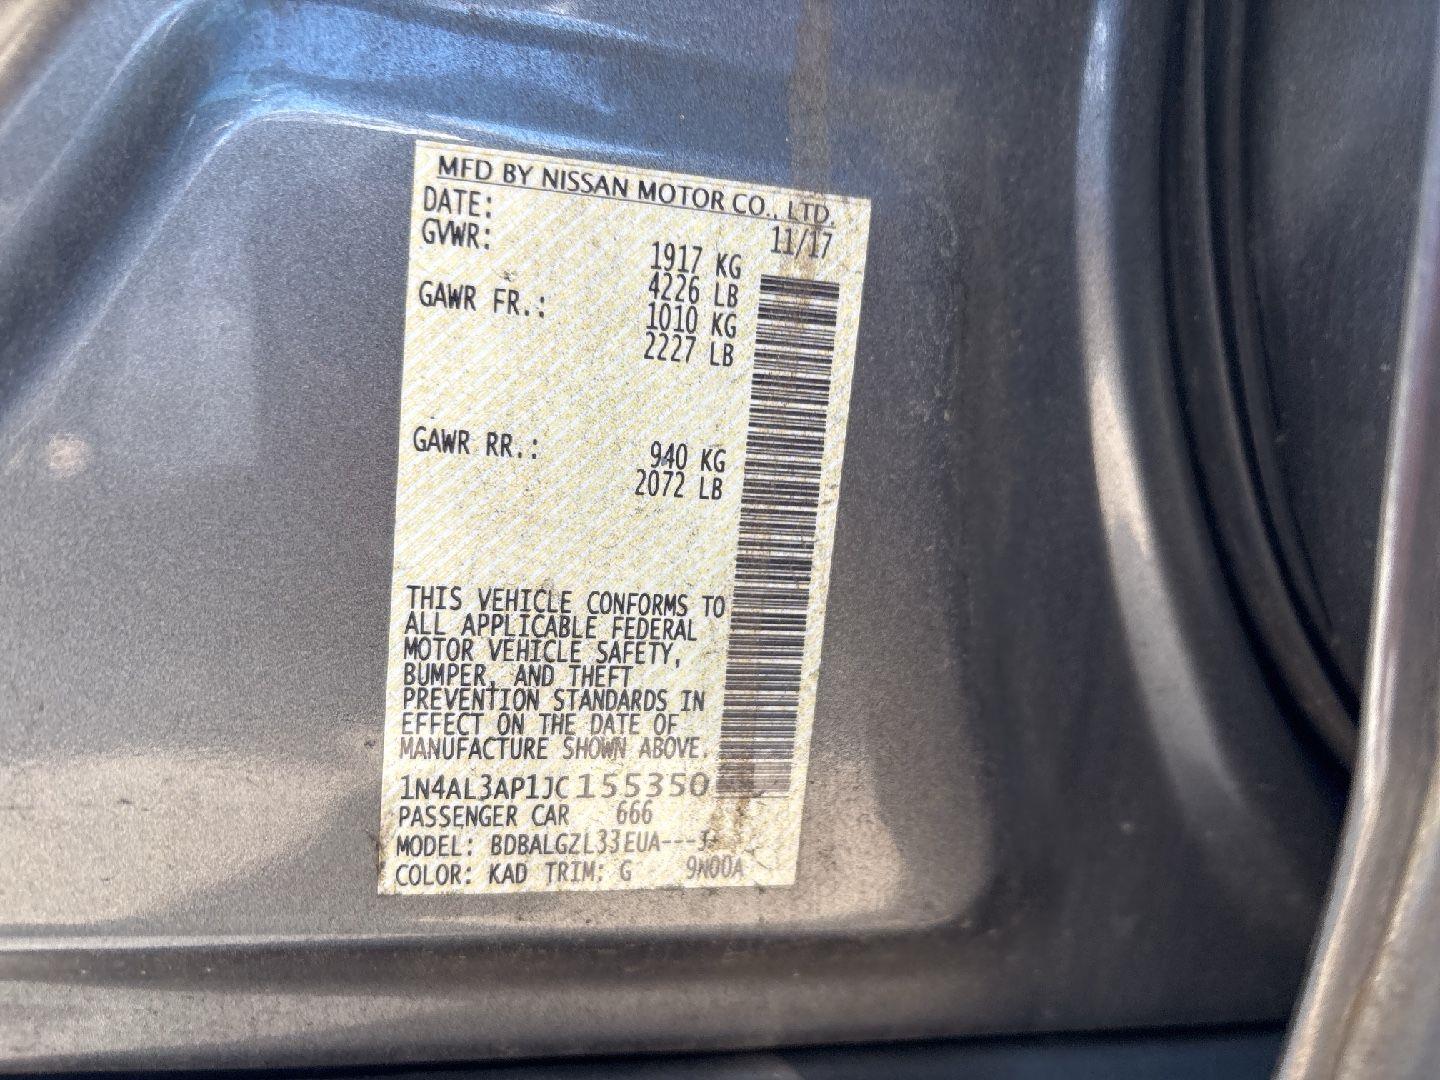 MFD BY NISSAN MOTOR CO., LTD.
DATE: 11/17
GVWR: 1917 KG
4226 LB
GAWR FR.: 1010 KG
2227 LB
GAWR RR.: 940 KG
2072 LB
THIS VEHICLE CONFORMS TO
ALL APPLICABLE FEDERAL
MOTOR VEHICLE SAFETY,
BUMPER, AND THEFT
PREVENTION STANDARDS IN
EFFECT ON THE DATE OF
MANUFACTURE SHOWN ABOVE.
1N4AL3AP1JC155350
PASSENGER CAR 666
MODEL: BDBALGZL33EUA---J
COLOR: KAD TRIM: G 9N00A